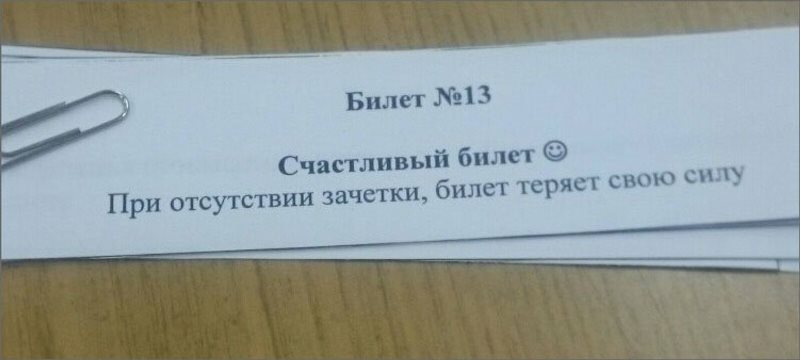 Билет №13
Счастливый билет ☺
При отсутствии зачетки, билет теряет свою силу